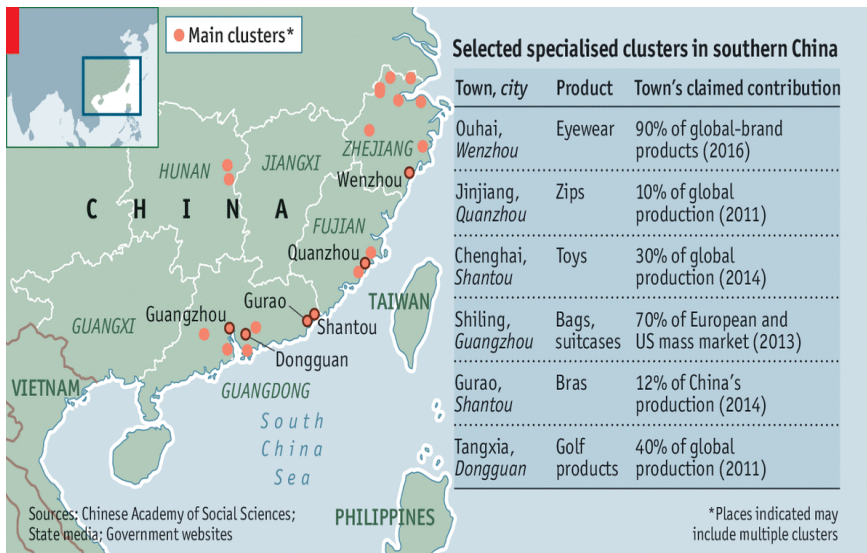 Main clusters*
HUNAN
JIANGXI
ZHEJIANG
Wenzhou
CHINA
FUJIAN
Quanzhou
Guangzhou
Gurao
TAIWAN
GUANGXI
Shantou
Dongguan
VIETNAM
GUANGDONG
South
China
Sea
PHILIPPINES
Sources: Chinese Academy of Social Sciences;
State media; Government websites
Selected specialised clusters in southern China
Town, city Product Town's claimed contribution
Ouhai, Eyewear 90% of global-brand
Wenzhou products (2016)
Jinjiang, Zips 10% of global
Quanzhou production (2011)
Chenghai, Toys 30% of global
Shantou production (2014)
Shiling, Bags, 70% of European and
Guangzhou suitcases US mass market (2013)
Gurao, Bras 12% of China's
Shantou production (2014)
Tangxia, Golf 40% of global
Dongguan products production (2011)
*Places indicated may
include multiple clusters